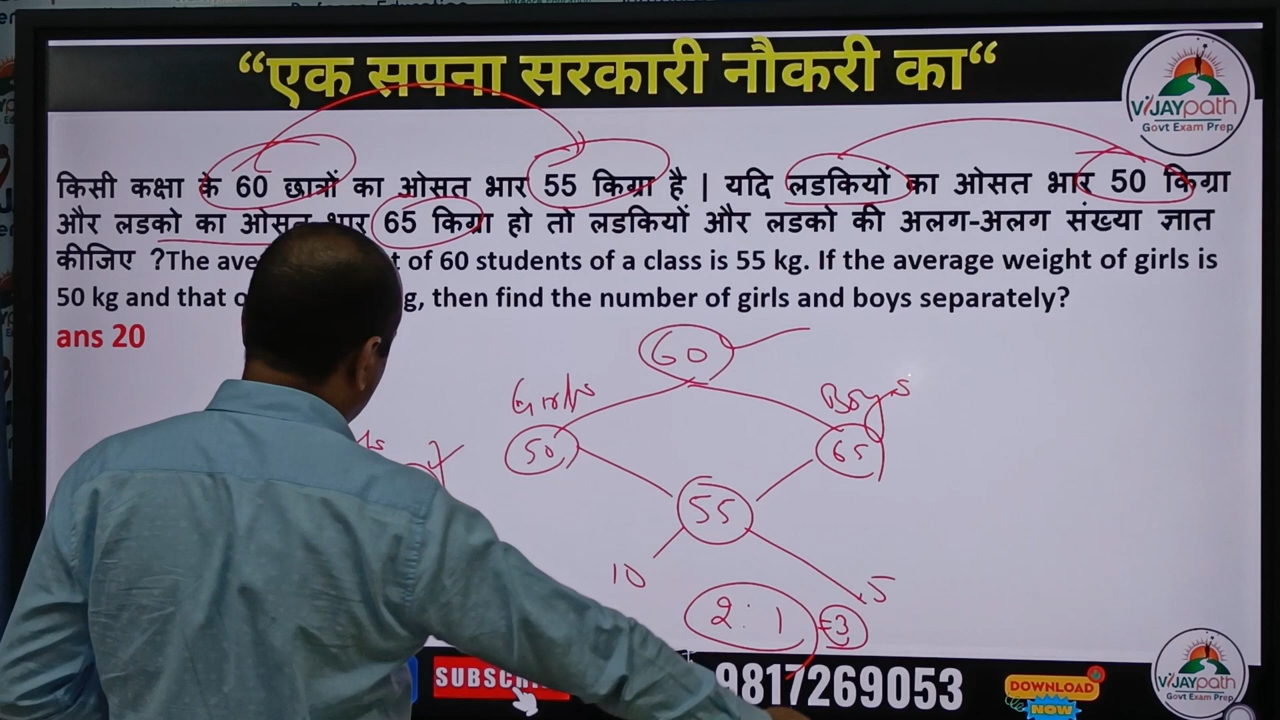 “एक सपना सरकारी नौकरी का“
VIJAYpath
Govt Exam Prep
किसी कक्षा के 60 छात्रों का ओसत भार 55 किग्रा है | यदि लडकियों का ओसत भार 50 किग्रा
और लडको का ओसत भार 65 किग्रा हो तो लडकियों और लडको की अलग-अलग संख्या ज्ञात
कीजिए ?The ave t of 60 students of a class is 55 kg. If the average weight of girls is
50 kg and that g, then find the number of girls and boys separately?
ans 20
60
Girls Boys
50 65
55
10 5
2 : 1 3
SUBSC 9817269053 DOWNLOAD
NOW
VIJAYpath
Govt Exam Prep